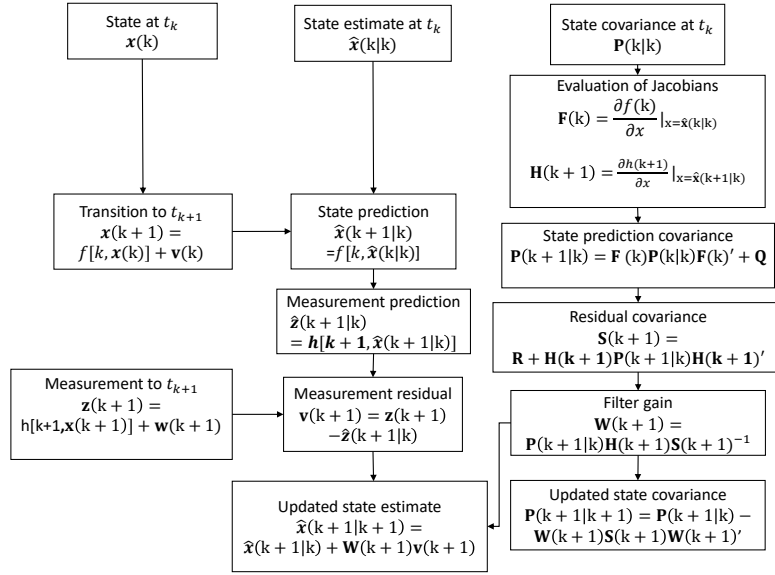 State at t_k
x(k)
State estimate at t_k
x̂(k|k)
State covariance at t_k
P(k|k)
Evaluation of Jacobians
F(k) = ∂f(k)/∂x |x=x̂(k|k)
H(k + 1) = ∂h(k+1)/∂x |x=x̂(k+1|k)
Transition to t_{k+1}
x(k + 1) =
f[k, x(k)] + v(k)
State prediction
x̂(k + 1|k)
=f[k, x̂(k|k)]
State prediction covariance
P(k + 1|k) = F (k)P(k|k)F(k)′ + Q
Measurement prediction
ẑ(k + 1|k)
= h[k + 1, x̂(k + 1|k)]
Residual covariance
S(k + 1) =
R + H(k + 1)P(k + 1|k)H(k + 1)′
Measurement to t_{k+1}
z(k + 1) =
h[k+1,x(k + 1)] + w(k + 1)
Measurement residual
v(k + 1) = z(k + 1)
−ẑ(k + 1|k)
Filter gain
W(k + 1) =
P(k + 1|k)H(k + 1)S(k + 1)⁻¹
Updated state estimate
x̂(k + 1|k + 1) =
x̂(k + 1|k) + W(k + 1)v(k + 1)
Updated state covariance
P(k + 1|k + 1) = P(k + 1|k) −
W(k + 1)S(k + 1)W(k + 1)′